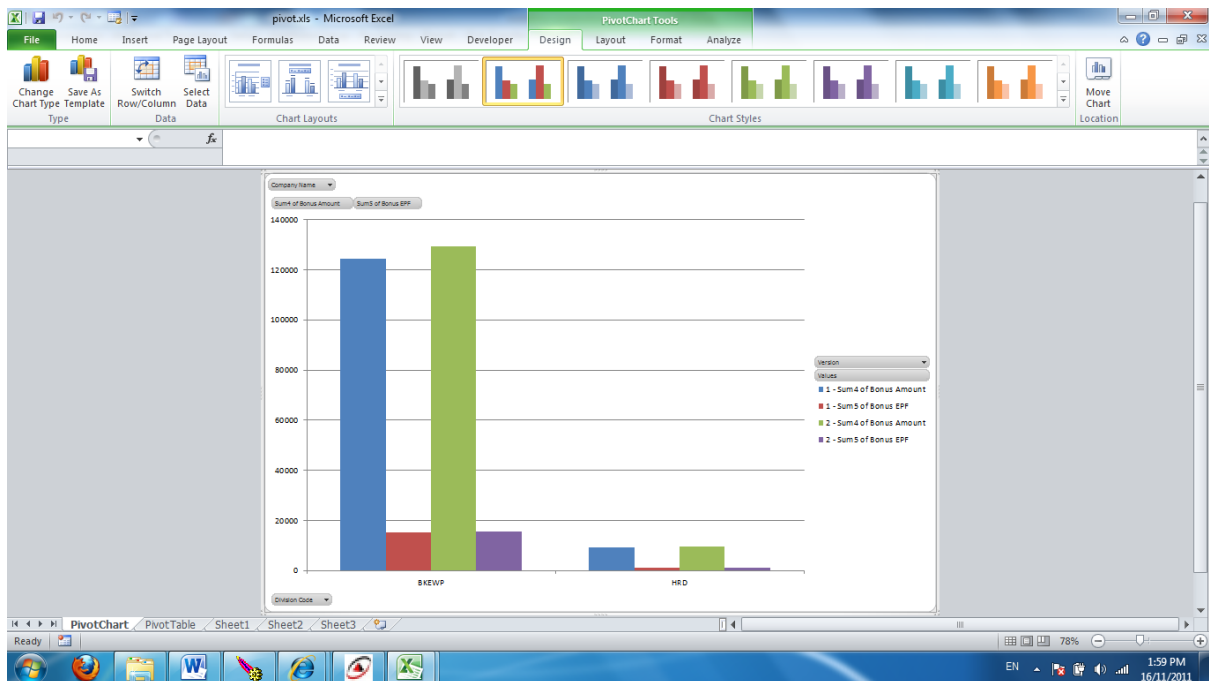 pivot.xls - Microsoft Excel
PivotChart Tools
File Home Insert Page Layout Formulas Data Review View Developer Design Layout Format Analyze
Change Chart Type
Save As Template
Switch Row/Column
Select Data
Move Chart
Type Data Chart Layouts Chart Styles Location
fx
Company Name
Sum4 of Bonus Amount Sum5 of Bonus EPF
140000
120000
100000
80000
60000
40000
20000
0
BKEWP HRD
Division Code
Version
Values
1 - Sum4 of Bonus Amount
1 - Sum5 of Bonus EPF
2 - Sum4 of Bonus Amount
2 - Sum5 of Bonus EPF
PivotChart PivotTable Sheet1 Sheet2 Sheet3
Ready 78%
EN 1:59 PM
16/11/2011